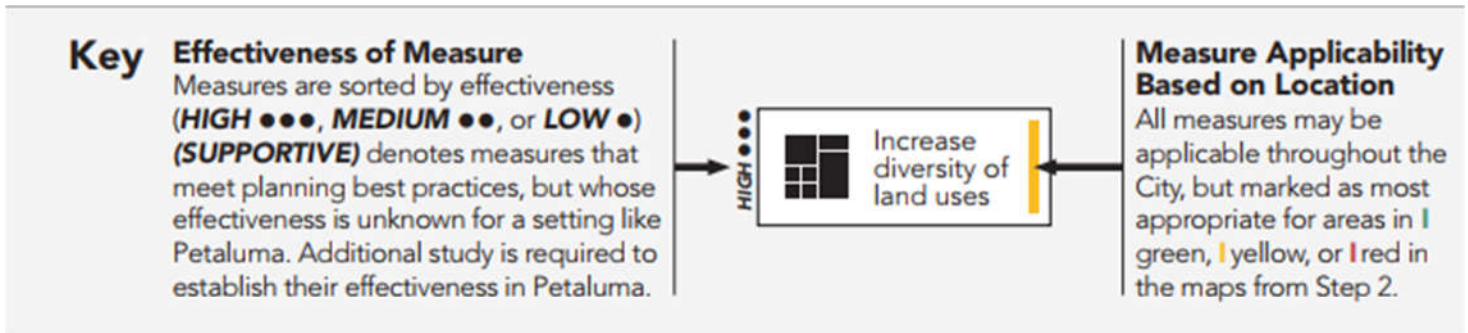 Key
Effectiveness of Measure
Measures are sorted by effectiveness
(HIGH ●●●, MEDIUM ●●, or LOW ●)
(SUPPORTIVE) denotes measures that
meet planning best practices, but whose
effectiveness is unknown for a setting like
Petaluma. Additional study is required to
establish their effectiveness in Petaluma.
HIGH ●●●
Increase
diversity of
land uses
Measure Applicability
Based on Location
All measures may be
applicable throughout the
City, but marked as most
appropriate for areas in I
green, I yellow, or I red in
the maps from Step 2.